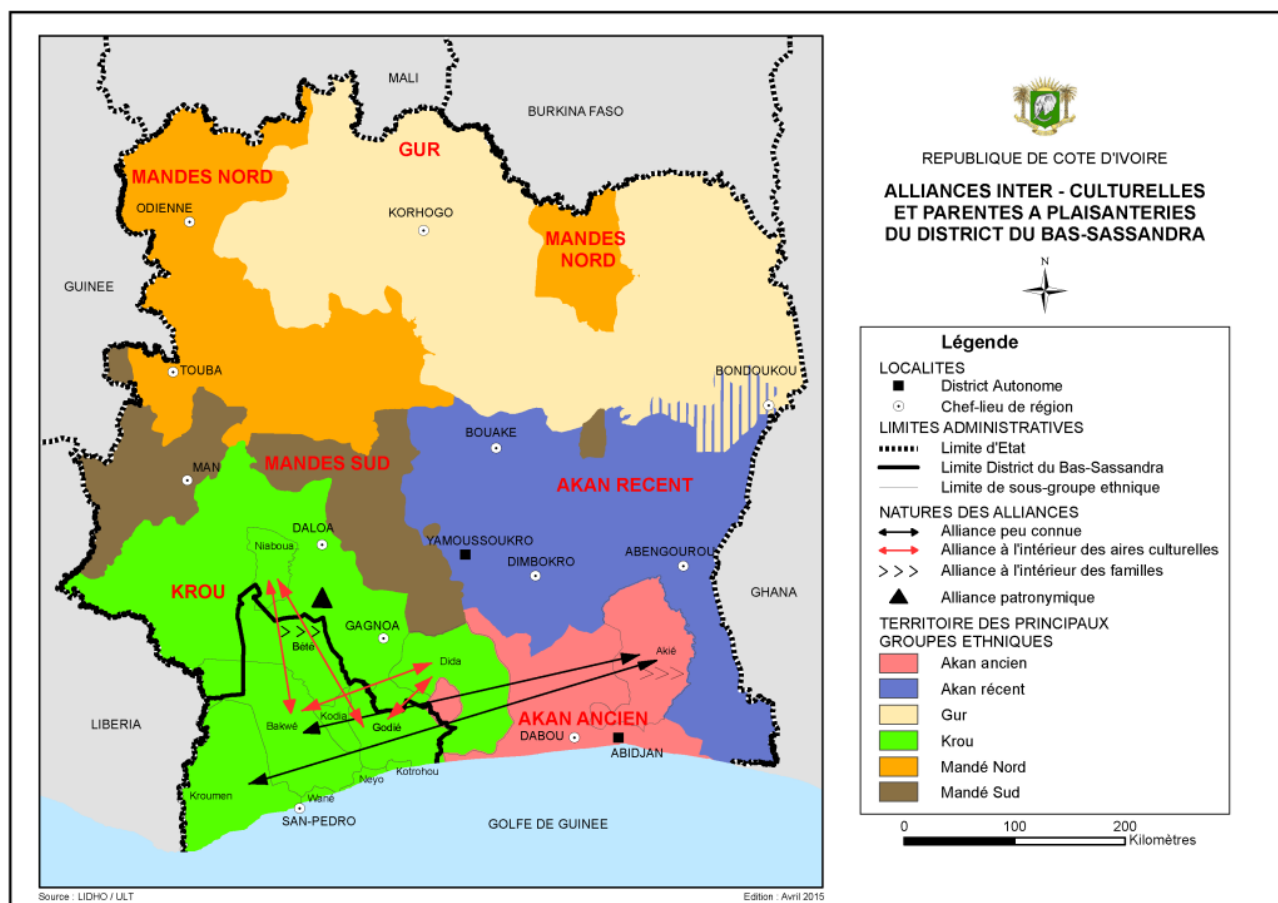 MALI
BURKINA FASO
GUR
MANDES NORD
ODIENNE
KORHOGO
MANDES
NORD
GUINEE
TOUBA
BONDOUKOU
BOUAKE
MANDES SUD
MAN
AKAN RECENT
DALOA
Niaboua
YAMOUSSOUKRO
DIMBOKRO
ABENGOUROU
GHANA
KROU
GAGNOA
Bété
Dida
Akié
LIBERIA
Bakwé
Kodia
Godié
AKAN ANCIEN
DABOU
ABIDJAN
Kroumen
Wané
Neyo
Kotrohou
SAN-PEDRO
GOLFE DE GUINEE
Source : LIDHO / ULT
Edition : Avril 2015
REPUBLIQUE DE COTE D'IVOIRE
ALLIANCES INTER - CULTURELLES
ET PARENTES A PLAISANTERIES
DU DISTRICT DU BAS-SASSANDRA
N
Légende
LOCALITES
District Autonome
Chef-lieu de région
LIMITES ADMINISTRATIVES
Limite d'Etat
Limite District du Bas-Sassandra
Limite de sous-groupe ethnique
NATURES DES ALLIANCES
Alliance peu connue
Alliance à l'intérieur des aires culturelles
Alliance à l'intérieur des familles
Alliance patronymique
TERRITOIRE DES PRINCIPAUX
GROUPES ETHNIQUES
Akan ancien
Akan récent
Gur
Krou
Mandé Nord
Mandé Sud
0 100 200
Kilomètres